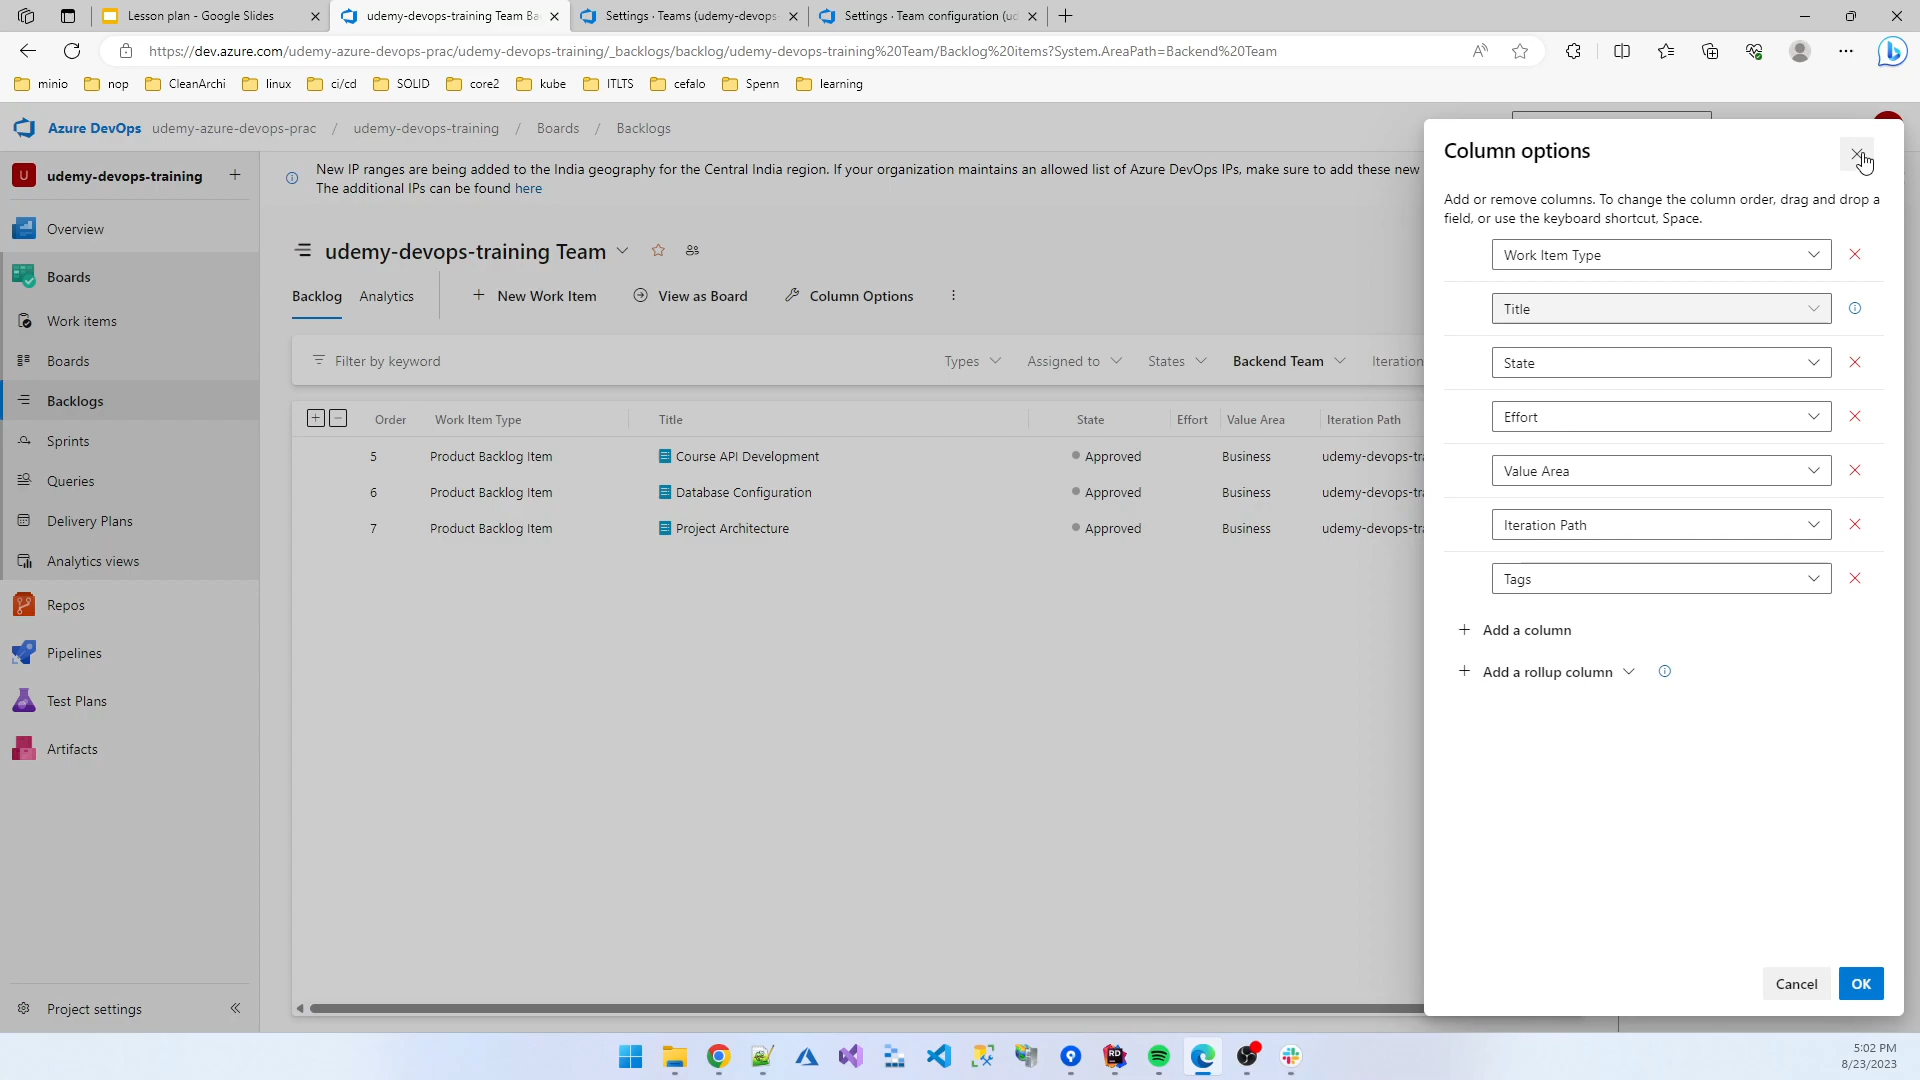 Lesson plan - Google Slides
udemy-devops-training Team Ba
Settings · Teams (udemy-devops-
Settings · Team configuration (ud
https://dev.azure.com/udemy-azure-devops-prac/udemy-devops-training/_backlogs/backlog/udemy-devops-training%20Team/Backlog%20items?System.AreaPath=Backend%20Team
minio nop CleanArchi linux ci/cd SOLID core2 kube ITLTS cefalo Spenn learning
Azure DevOps udemy-azure-devops-prac / udemy-devops-training / Boards / Backlogs
U udemy-devops-training
Overview
Boards
Work items
Boards
Backlogs
Sprints
Queries
Delivery Plans
Analytics views
Repos
Pipelines
Test Plans
Artifacts
Project settings
New IP ranges are being added to the India geography for the Central India region. If your organization maintains an allowed list of Azure DevOps IPs, make sure to add these new
The additional IPs can be found here
udemy-devops-training Team
Backlog Analytics New Work Item View as Board Column Options
Filter by keyword Types Assigned to States Backend Team Iteration
Order Work Item Type Title State Effort Value Area Iteration Path
5 Product Backlog Item Course API Development Approved Business udemy-devops-tra
6 Product Backlog Item Database Configuration Approved Business udemy-devops-tra
7 Product Backlog Item Project Architecture Approved Business udemy-devops-tra
Column options
Add or remove columns. To change the column order, drag and drop a
field, or use the keyboard shortcut, Space.
Work Item Type
Title
State
Effort
Value Area
Iteration Path
Tags
Add a column
Add a rollup column
Cancel OK
RD
5:02 PM
8/23/2023